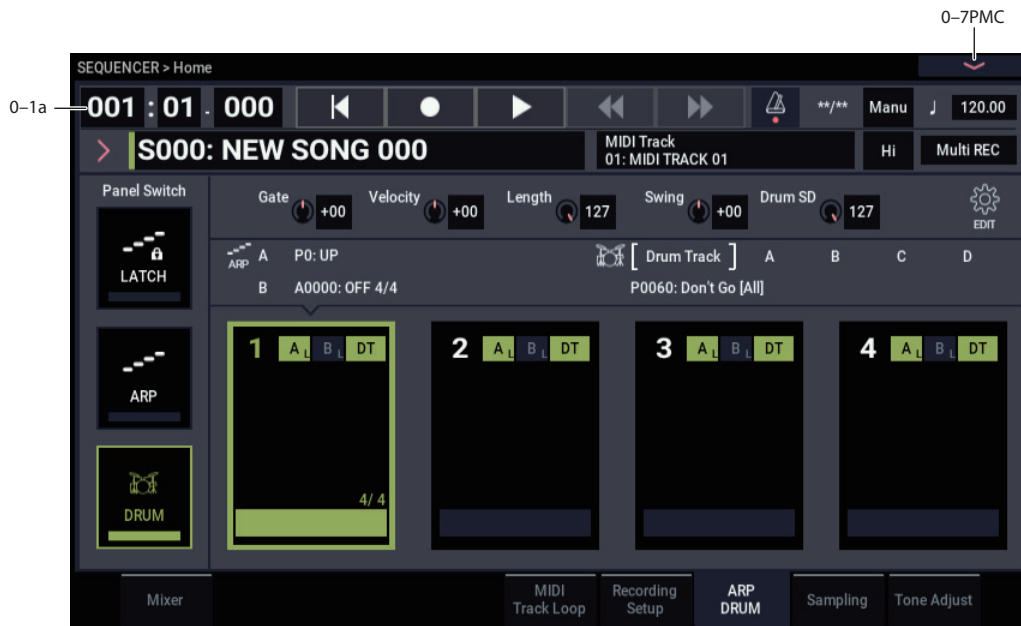 0–7PMC
SEQUENCER > Home
0–1a
001 : 01 . 000
**/**
Manu
♩ 120.00
S000: NEW SONG 000
MIDI Track
01: MIDI TRACK 01
Hi
Multi REC
Panel Switch
Gate +00
Velocity +00
Length 127
Swing +00
Drum SD 127
EDIT
LATCH
ARP A P0: UP
[ Drum Track ] A B C D
B A0000: OFF 4/4
P0060: Don't Go [All]
1 A L B L DT
2 A L B L DT
3 A L B L DT
4 A L B L DT
ARP
4/ 4
DRUM
Mixer
MIDI
Track Loop
Recording
Setup
ARP
DRUM
Sampling
Tone Adjust